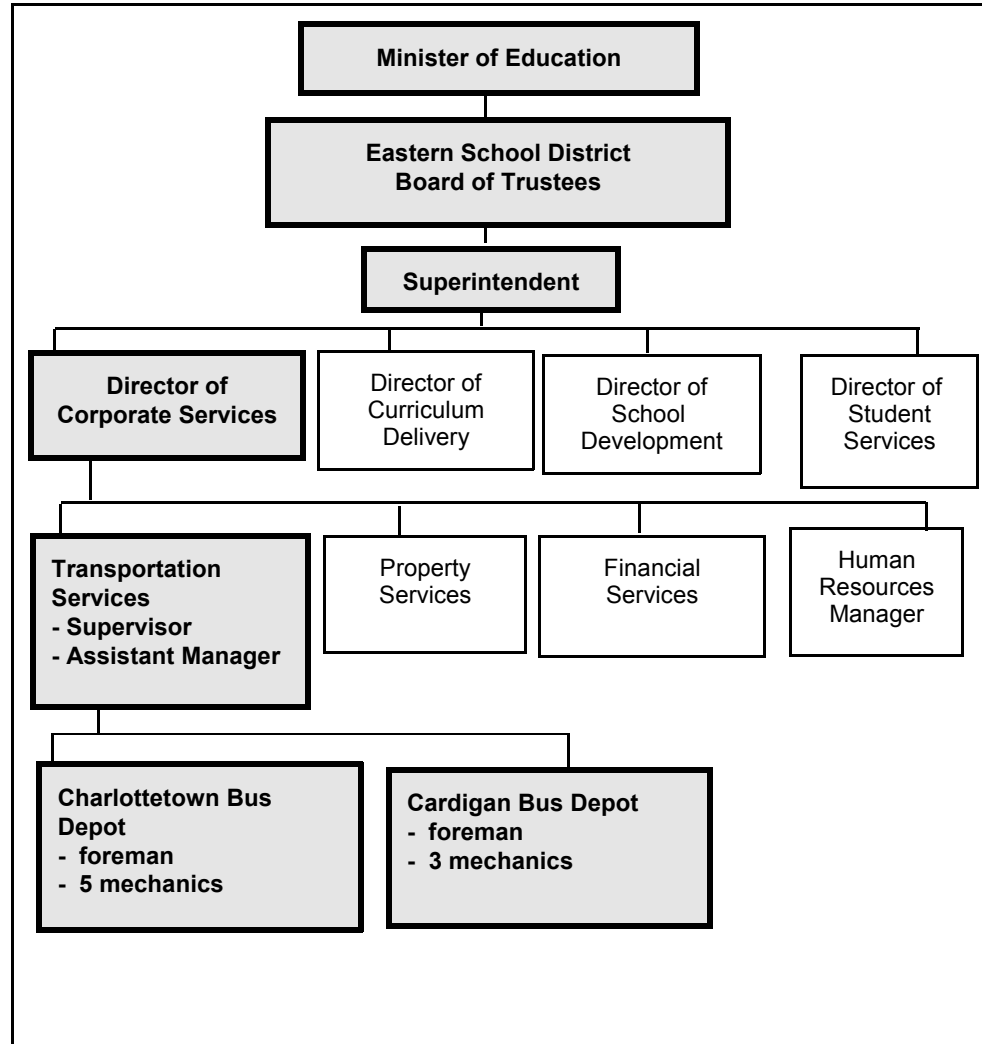 Minister of Education
Eastern School District
Board of Trustees
Superintendent
Director of
Corporate Services
Director of
Curriculum
Delivery
Director of
School
Development
Director of
Student
Services
Transportation
Services
- Supervisor
- Assistant Manager
Property
Services
Financial
Services
Human
Resources
Manager
Charlottetown Bus
Depot
- foreman
- 5 mechanics
Cardigan Bus Depot
- foreman
- 3 mechanics